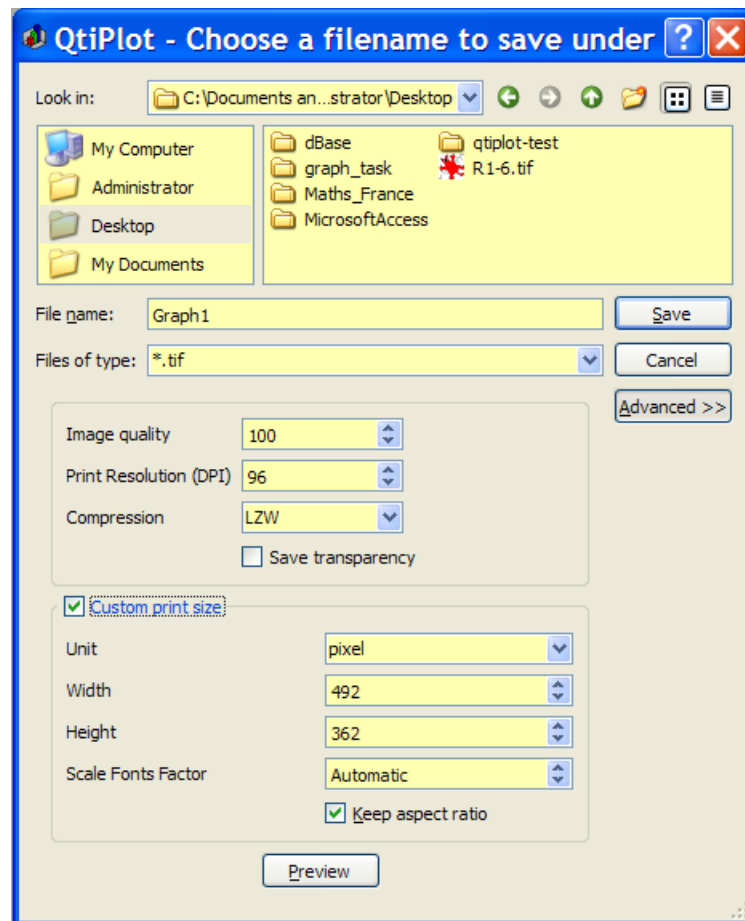 QtiPlot - Choose a filename to save under
Look in: C:\Documents an...strator\Desktop
My Computer
Administrator
Desktop
My Documents
dBase
graph_task
Maths_France
MicrosoftAccess
qtiplot-test
R1-6.tif
File name: Graph1 Save
Files of type: *.tif Cancel
Advanced >>
Image quality 100
Print Resolution (DPI) 96
Compression LZW
Save transparency
Custom print size
Unit pixel
Width 492
Height 362
Scale Fonts Factor Automatic
Keep aspect ratio
Preview